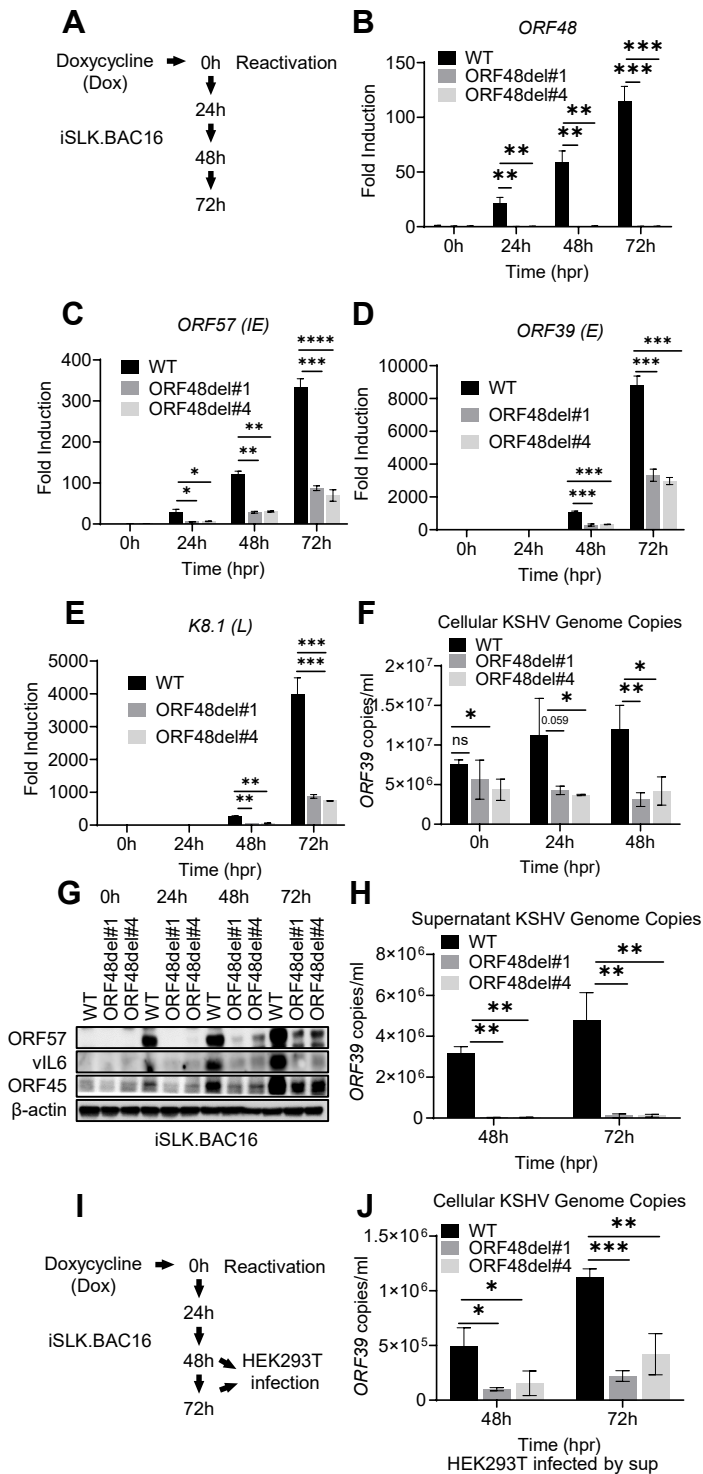 A
Doxycycline
(Dox)
0h
Reactivation
24h
iSLK.BAC16
48h
72h
B
ORF48
WT
ORF48del#1
ORF48del#4
Fold Induction
150
100
50
0
** ** ** ** *** ***
0h 24h 48h 72h
Time (hpr)
C
ORF57 (IE)
WT
ORF48del#1
ORF48del#4
Fold Induction
400
300
200
100
0
* * ** ** *** ****
0h 24h 48h 72h
Time (hpr)
D
ORF39 (E)
WT
ORF48del#1
ORF48del#4
Fold Induction
10000
8000
6000
4000
2000
0
*** *** *** ***
0h 24h 48h 72h
Time (hpr)
E
K8.1 (L)
WT
ORF48del#1
ORF48del#4
Fold Induction
5000
4000
3000
2000
1000
0
** ** *** ***
0h 24h 48h 72h
Time (hpr)
F
Cellular KSHV Genome Copies
WT
ORF48del#1
ORF48del#4
ORF39 copies/ml
2×10⁷
1.5×10⁷
1×10⁷
5×10⁶
0
ns * 0.059 * ** *
0h 24h 48h
Time (hpr)
G
0h 24h 48h 72h
WT ORF48del#1 ORF48del#4 WT ORF48del#1 ORF48del#4 WT ORF48del#1 ORF48del#4 WT ORF48del#1 ORF48del#4
ORF57
vIL6
ORF45
β-actin
iSLK.BAC16
H
Supernatant KSHV Genome Copies
WT
ORF48del#1
ORF48del#4
ORF39 copies/ml
8×10⁶
6×10⁶
4×10⁶
2×10⁶
0
** ** ** **
48h 72h
Time (hpr)
I
Doxycycline
(Dox)
0h
Reactivation
24h
iSLK.BAC16
48h
HEK293T
infection
72h
J
Cellular KSHV Genome Copies
WT
ORF48del#1
ORF48del#4
ORF39 copies/ml
1.5×10⁶
1×10⁶
5×10⁵
0
* * *** **
48h 72h
Time (hpr)
HEK293T infected by sup